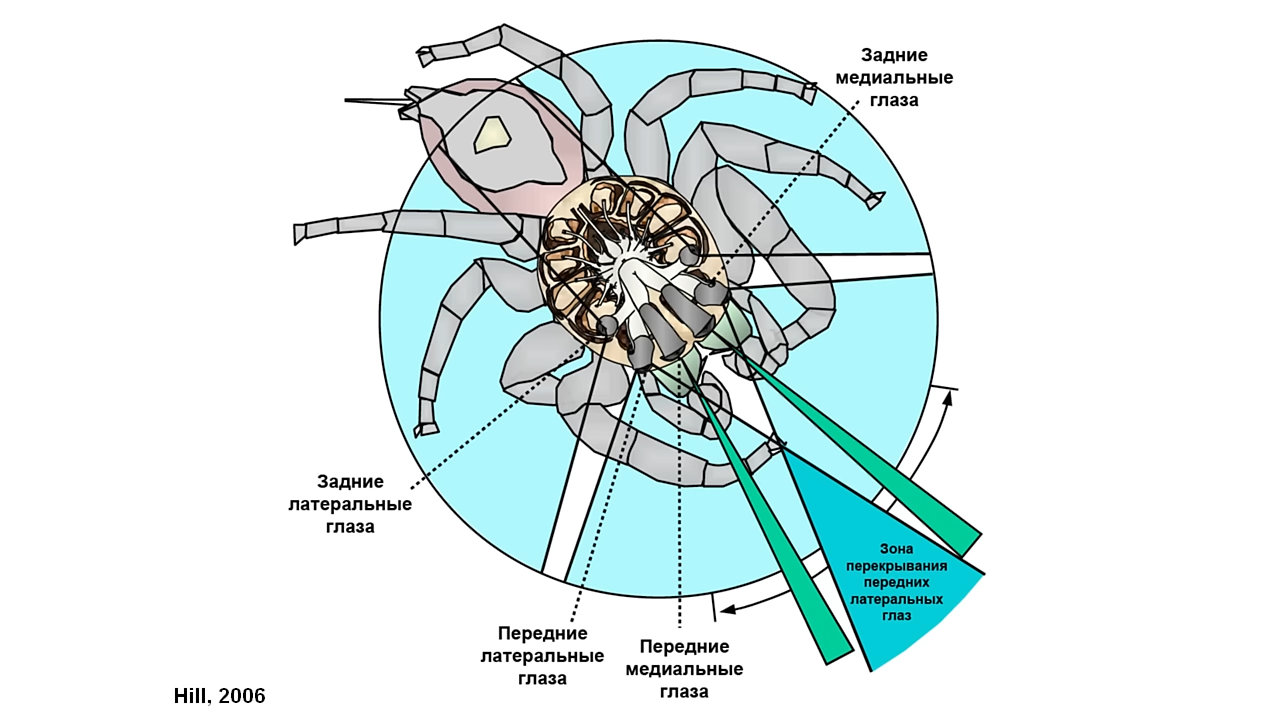 Задние
медиальные
глаза
Задние
латеральные
глаза
Зона
перекрывания
передних
латеральных
глаз
Передние
латеральные
глаза
Передние
медиальные
глаза
Hill, 2006